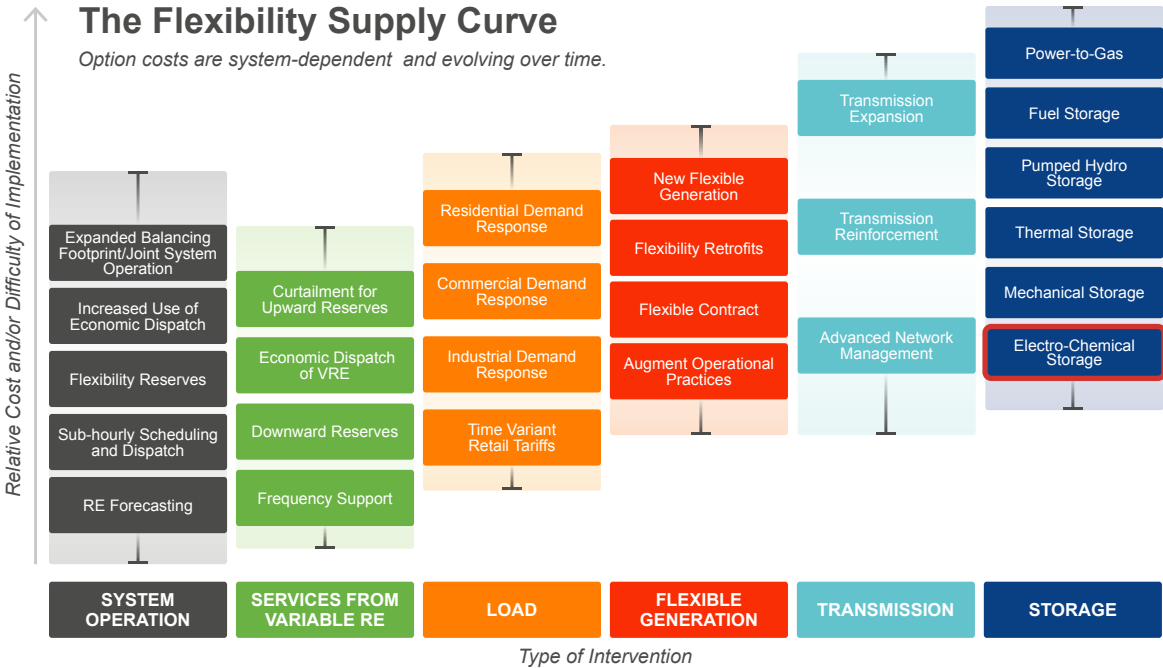 The Flexibility Supply Curve
Option costs are system-dependent and evolving over time.
Relative Cost and/or Difficulty of Implementation
Expanded Balancing
Footprint/Joint System
Operation
Increased Use of
Economic Dispatch
Flexibility Reserves
Sub-hourly Scheduling
and Dispatch
RE Forecasting
SYSTEM
OPERATION
Curtailment for
Upward Reserves
Economic Dispatch
of VRE
Downward Reserves
Frequency Support
SERVICES FROM
VARIABLE RE
Residential Demand
Response
Commercial Demand
Response
Industrial Demand
Response
Time Variant
Retail Tariffs
LOAD
New Flexible
Generation
Flexibility Retrofits
Flexible Contract
Augment Operational
Practices
FLEXIBLE
GENERATION
Transmission
Expansion
Transmission
Reinforcement
Advanced Network
Management
TRANSMISSION
Power-to-Gas
Fuel Storage
Pumped Hydro
Storage
Thermal Storage
Mechanical Storage
Electro-Chemical
Storage
STORAGE
Type of Intervention